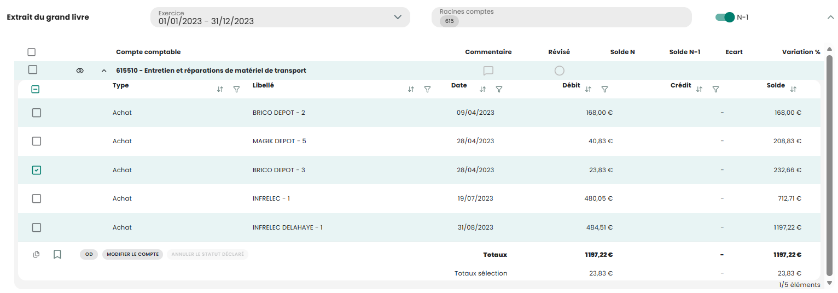 Extrait du grand livre
Exercice
01/01/2023 - 31/12/2023
Racines comptes
615
N-1
Compte comptable Commentaire Révisé Solde N Solde N-1 Ecart Variation %
615510 - Entretien et réparations de matériel de transport
Type Libellé Date Débit Crédit Solde
Achat BRICO DEPOT - 2 09/04/2023 168,00 € - 168,00 €
Achat MAGIK DEPOT - 5 28/04/2023 40,83 € - 208,83 €
Achat BRICO DEPOT - 3 28/04/2023 23,83 € - 232,66 €
Achat INFRELEC - 1 19/07/2023 480,05 € - 712,71 €
Achat INFRELEC DELAHAYE - 1 31/08/2023 484,51 € - 1197,22 €
OD MODIFIER LE COMPTE ANNULER LE STATUT DÉCLARÉ Totaux 1197,22 € - 1197,22 €
Totaux sélection 23,83 € - 23,83 €
1/5 éléments